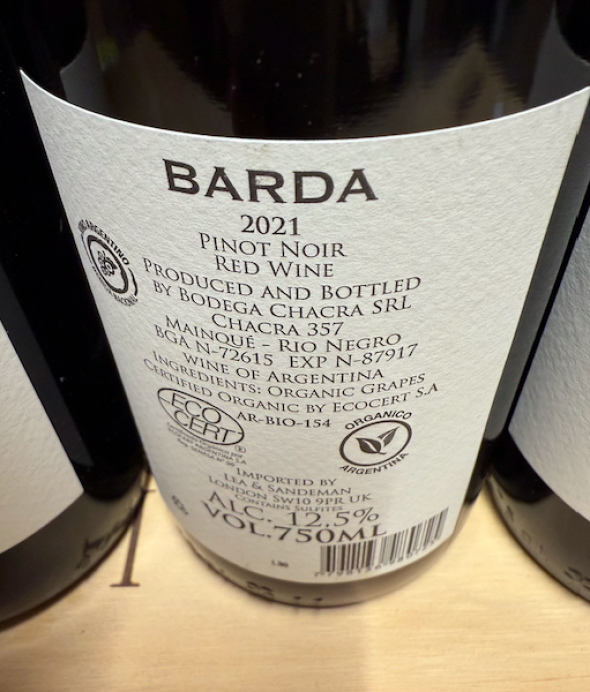 BARDA
2021
PINOT NOIR
RED WINE
PRODUCED AND BOTTLED
BY BODEGA CHACRA SRL
CHACRA 357
MAINQUÉ - RIO NEGRO
BGA N-72615 EXP N-87917
WINE OF ARGENTINA
INGREDIENTS: ORGANIC GRAPES
CERTIFIED ORGANIC BY ECOCERT S.A
AR-BIO-154
ECO
CERT
ORGANICO
ARGENTINA
IMPORTED BY
LEA & SANDEMAN
LONDON SW10 9PR UK
CONTAINS SULFITES
ALC. 12.5%
VOL.750ML